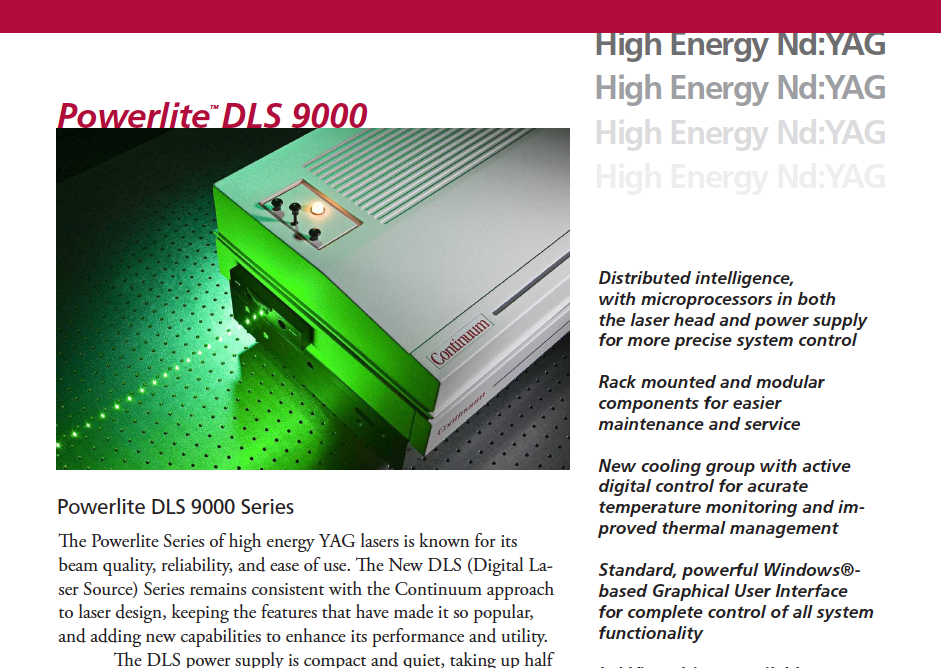 High Energy Nd:YAG
High Energy Nd:YAG
High Energy Nd:YAG
High Energy Nd:YAG
Powerlite™ DLS 9000
Continuum
Continuum
Powerlite DLS 9000 Series
The Powerlite Series of high energy YAG lasers is known for its
beam quality, reliability, and ease of use. The New DLS (Digital La-
ser Source) Series remains consistent with the Continuum approach
to laser design, keeping the features that have made it so popular,
and adding new capabilities to enhance its performance and utility.
The DLS power supply is compact and quiet, taking up half
Distributed intelligence,
with microprocessors in both
the laser head and power supply
for more precise system control
Rack mounted and modular
components for easier
maintenance and service
New cooling group with active
digital control for acurate
temperature monitoring and im-
proved thermal management
Standard, powerful Windows®-
based Graphical User Interface
for complete control of all system
functionality